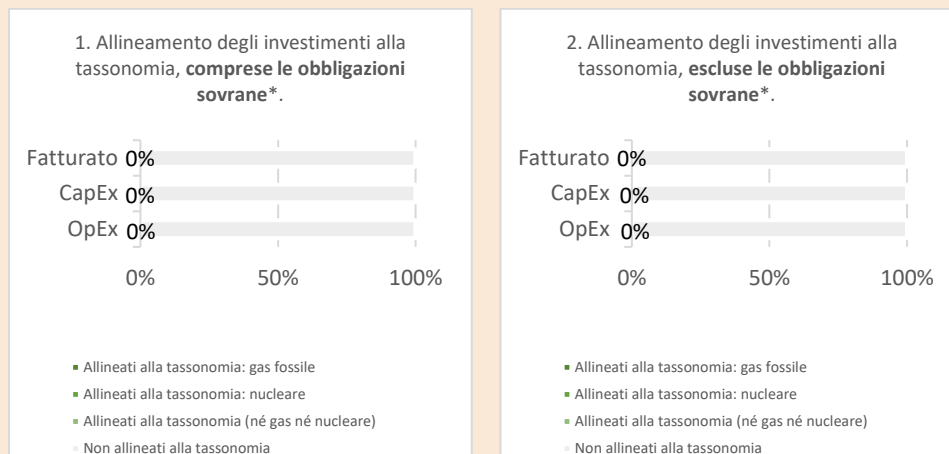 1. Allineamento degli investimenti alla
tassonomia, comprese le obbligazioni
sovrane*.
Fatturato 0%
CapEx 0%
OpEx 0%
0% 50% 100%
Allineati alla tassonomia: gas fossile
Allineati alla tassonomia: nucleare
Allineati alla tassonomia (né gas né nucleare)
Non allineati alla tassonomia
2. Allineamento degli investimenti alla
tassonomia, escluse le obbligazioni
sovrane*.
Fatturato 0%
CapEx 0%
OpEx 0%
0% 50% 100%
Allineati alla tassonomia: gas fossile
Allineati alla tassonomia: nucleare
Allineati alla tassonomia (né gas né nucleare)
Non allineati alla tassonomia